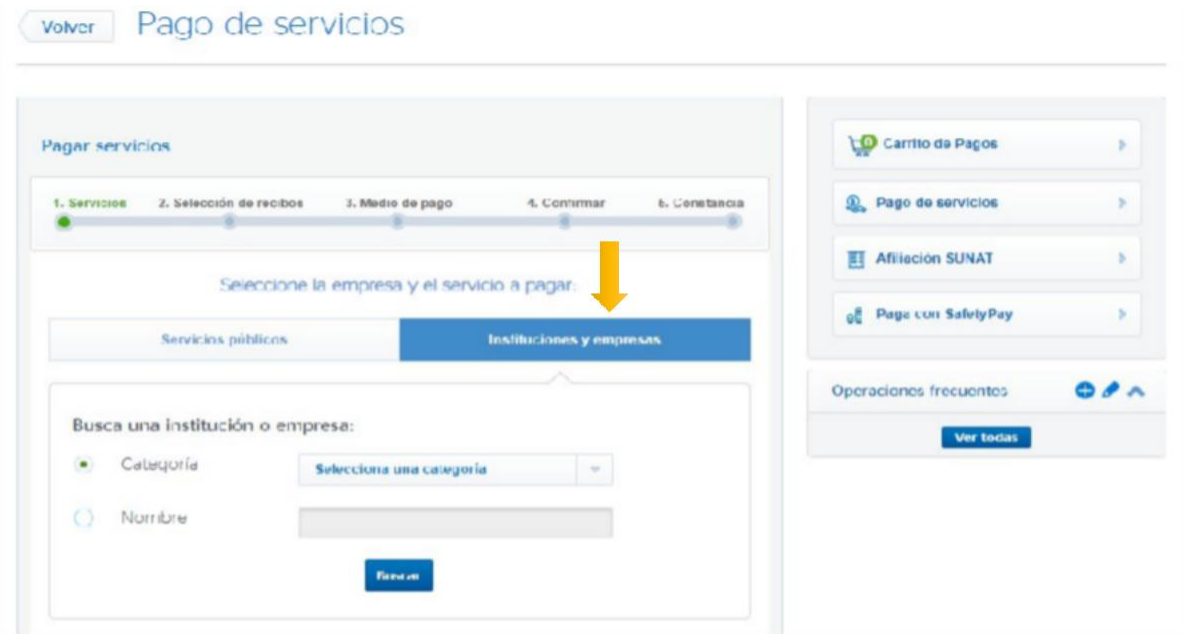 Volver
Pago de servicios
Pagar servicios
1. Servicios
2. Selección de recibos
3. Medio de pago
4. Confirmar
5. Constancia
Seleccione la empresa y el servicio a pagar:
Servicios públicos
Instituciones y empresas
Busca una institución o empresa:
Categoría
Selecciona una categoría
Nombre
Buscar
Carrito de Pagos
Pago de servicios
Afiliación SUNAT
Paga con SafetyPay
Operaciones frecuentes
Ver todas